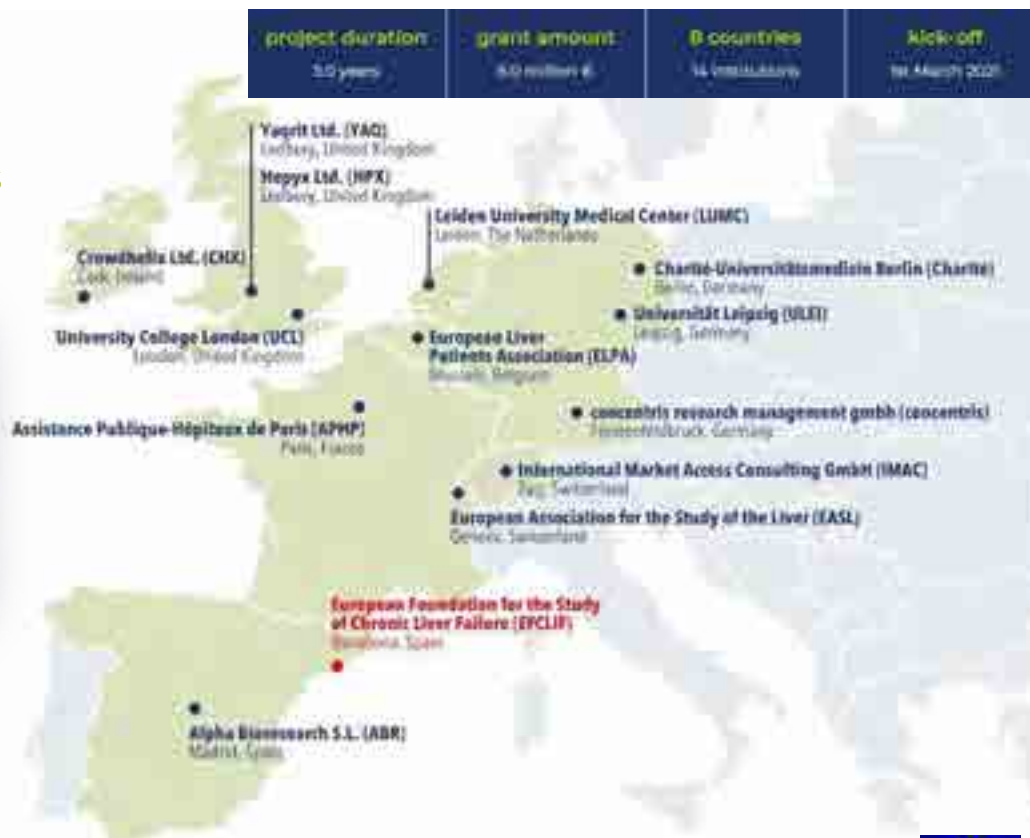 project duration
grant amount
8 countries
kick-off
14 institutions
1st March 2021
Yaqrit Ltd. (YAQ)
Ledbury, United Kingdom
Hepyx Ltd. (HPX)
Ledbury, United Kingdom
Leiden University Medical Center (LUMC)
Leiden, The Netherlands
Crowdhelix Ltd. (CHX)
Cork, Ireland
Charité-Universitätsmedizin Berlin (Charité)
Berlin, Germany
Universität Leipzig (ULEI)
Leipzig, Germany
University College London (UCL)
London, United Kingdom
European Liver
Patients Association (ELPA)
Brussels, Belgium
concentris research management gmbh (concentris)
Fürstenfeldbruck, Germany
Assistance Publique-Hôpitaux de Paris (APHP)
Paris, France
International Market Access Consulting GmbH (IMAC)
Zug, Switzerland
European Association for the Study of the Liver (EASL)
Geneva, Switzerland
European Foundation for the Study
of Chronic Liver Failure (EFCLIF)
Barcelona, Spain
Alpha Bioresearch S.L. (ABR)
Madrid, Spain